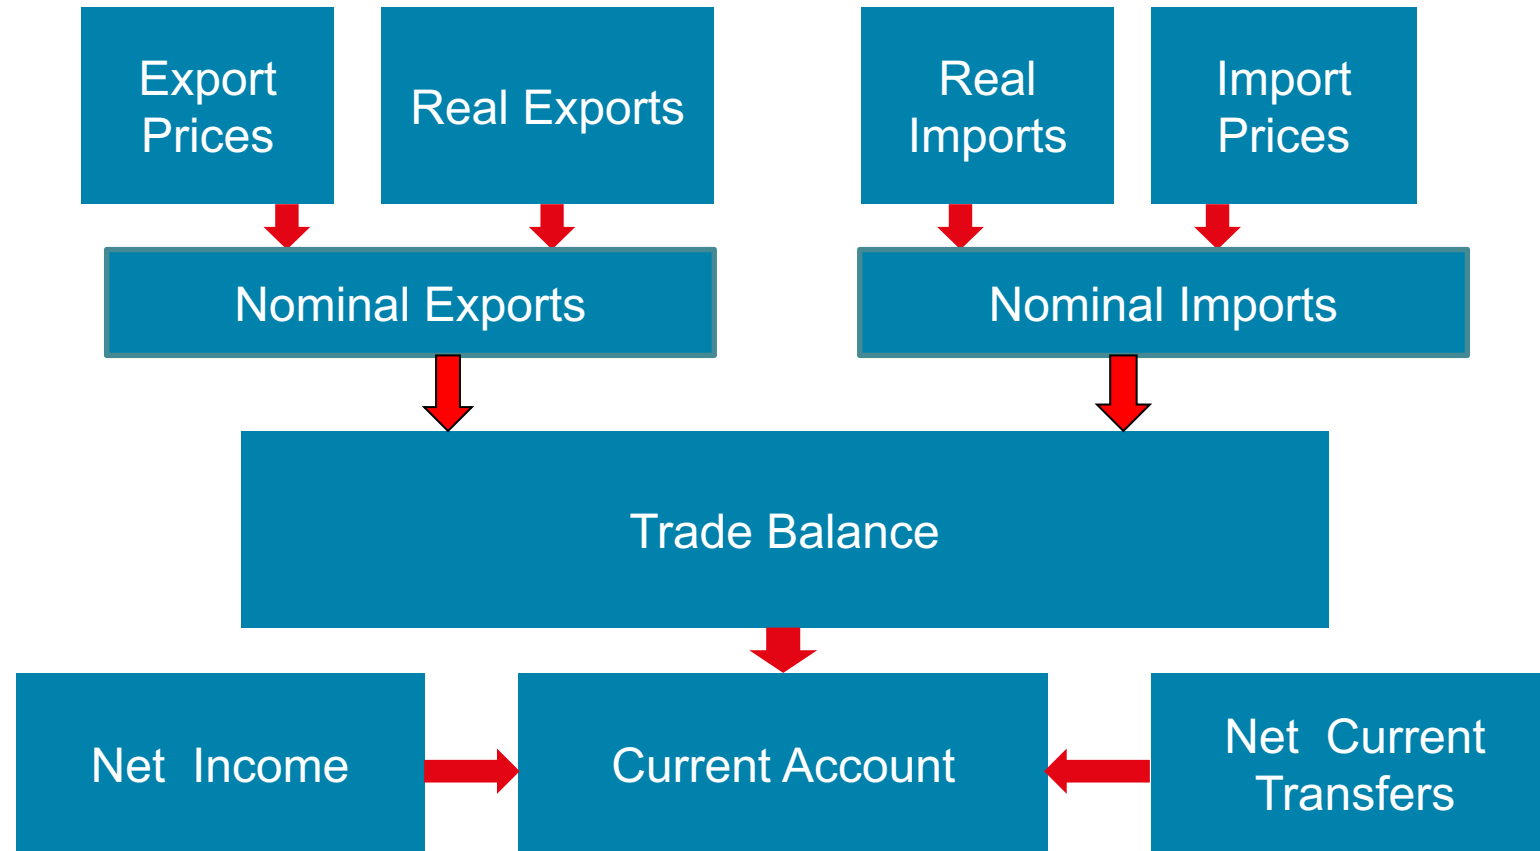 Export
Prices
Real Exports
Real
Imports
Import
Prices
Nominal Exports
Nominal Imports
Trade Balance
Net  Income
Current Account
Net  Current
Transfers